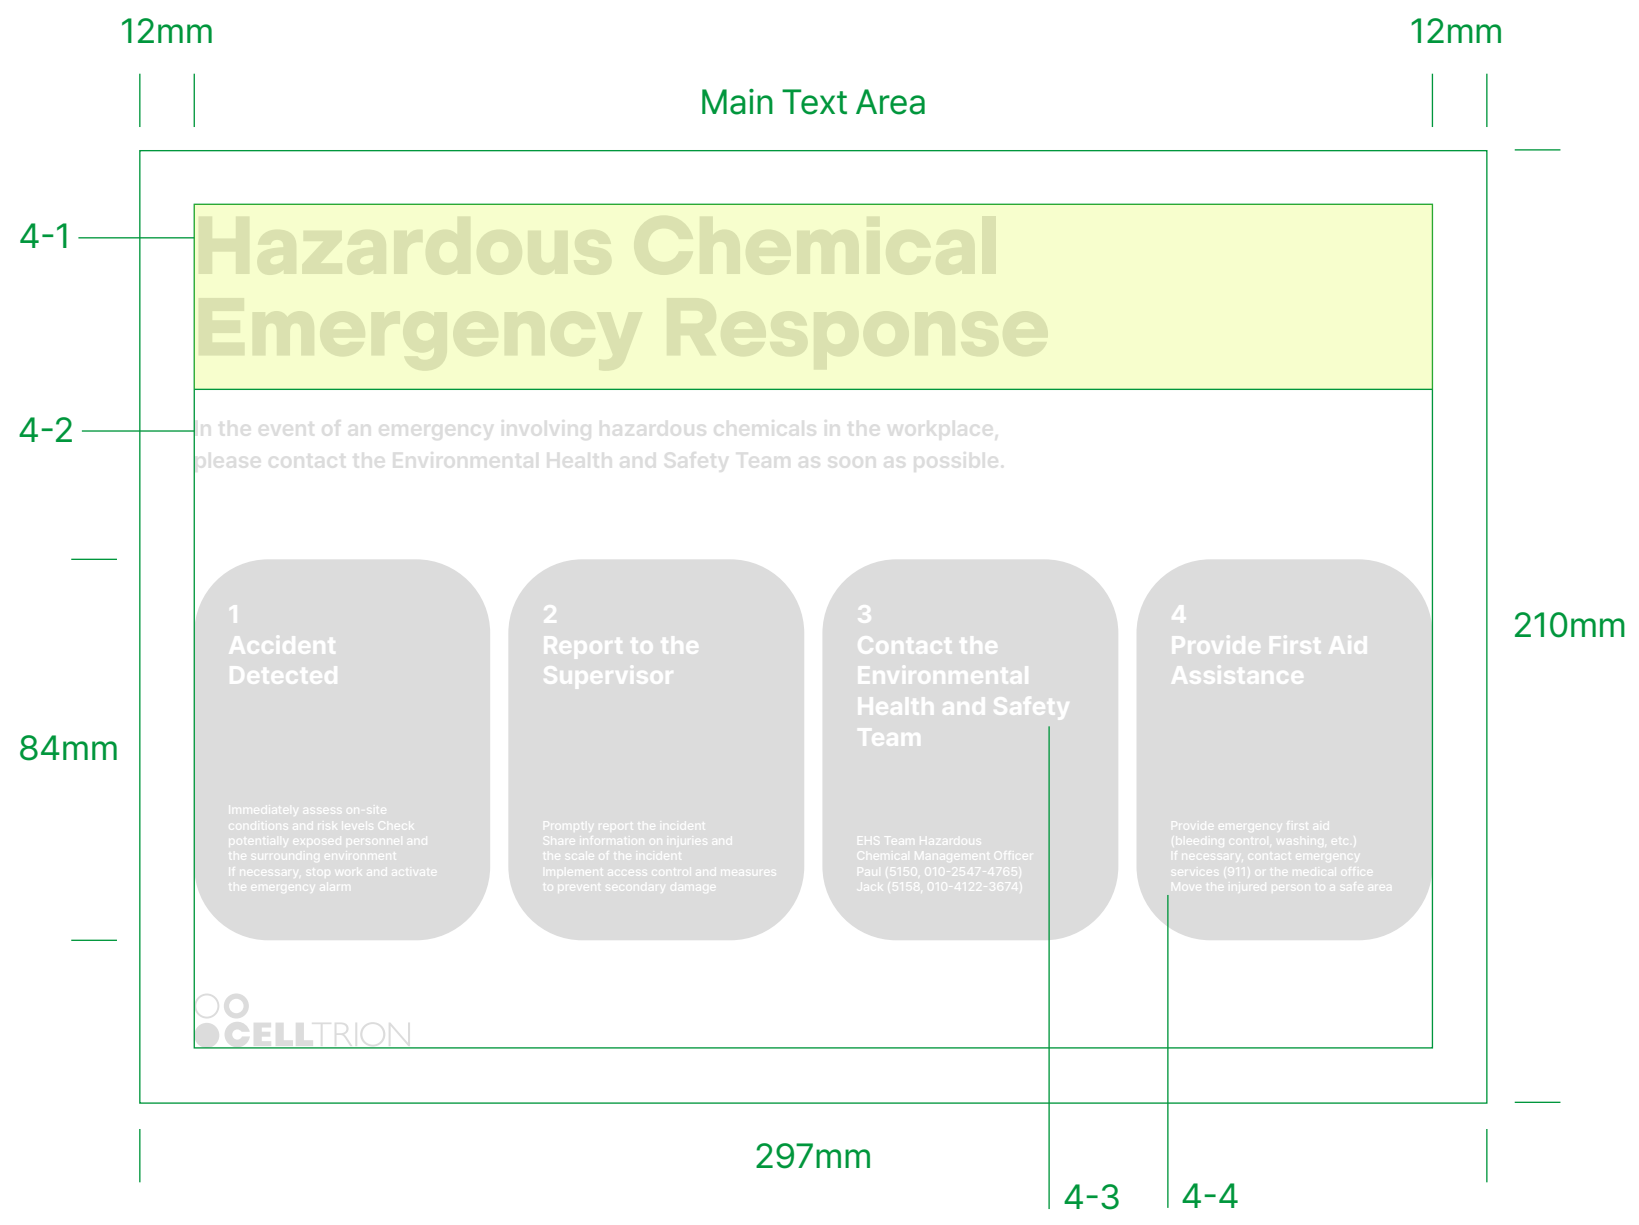 12mm
12mm
Main Text Area
4-1
Hazardous Chemical
Emergency Response
4-2
In the event of an emergency involving hazardous chemicals in the workplace,
please contact the Environmental Health and Safety Team as soon as possible.
84mm
210mm
1
Accident
Detected
Immediately assess on-site
conditions and risk levels Check
potentially exposed personnel and
the surrounding environment
If necessary, stop work and activate
the emergency alarm
2
Report to the
Supervisor
Promptly report the incident
Share information on injuries and
the scale of the incident
Implement access control and measures
to prevent secondary damage
3
Contact the
Environmental
Health and Safety
Team
EHS Team Hazardous
Chemical Management Officer
Paul (5150, 010-2547-4765)
Jack (5158, 010-4122-3674)
4
Provide First Aid
Assistance
Provide emergency first aid
(bleeding control, washing, etc.)
If necessary, contact emergency
services (911) or the medical office
Move the injured person to a safe area
CELLTRION
297mm
4-3
4-4